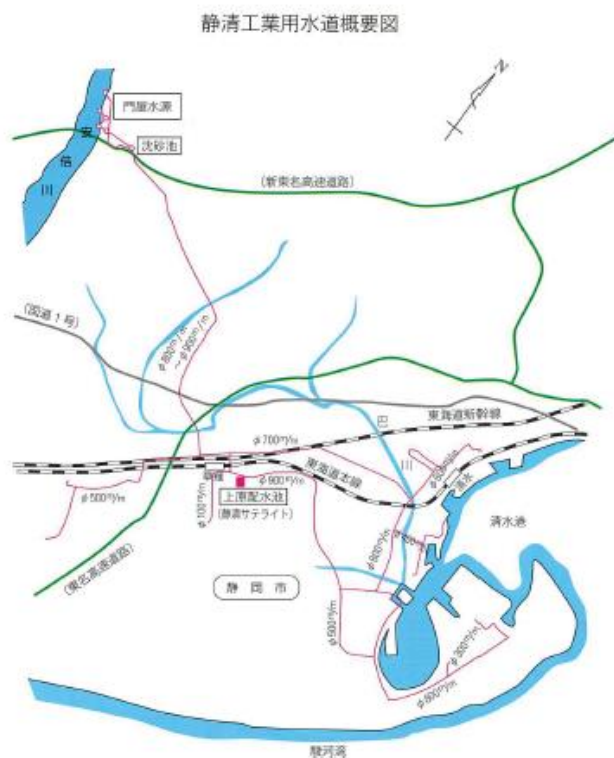 静清工業用水道概要図
N
門屋水源
安
倍
川
沈砂池
(新東名高速道路)
(国道1号)
φ800m/m
〜φ900m/m
東海道新幹線
φ700m/m
巴
川
東海道本線
草薙
φ500m/m
φ100m/m
φ900m/m
上原配水池
(静清サテライト)
清水
清水港
(東名高速道路)
静岡市
φ300m/m
φ800m/m
駿河湾